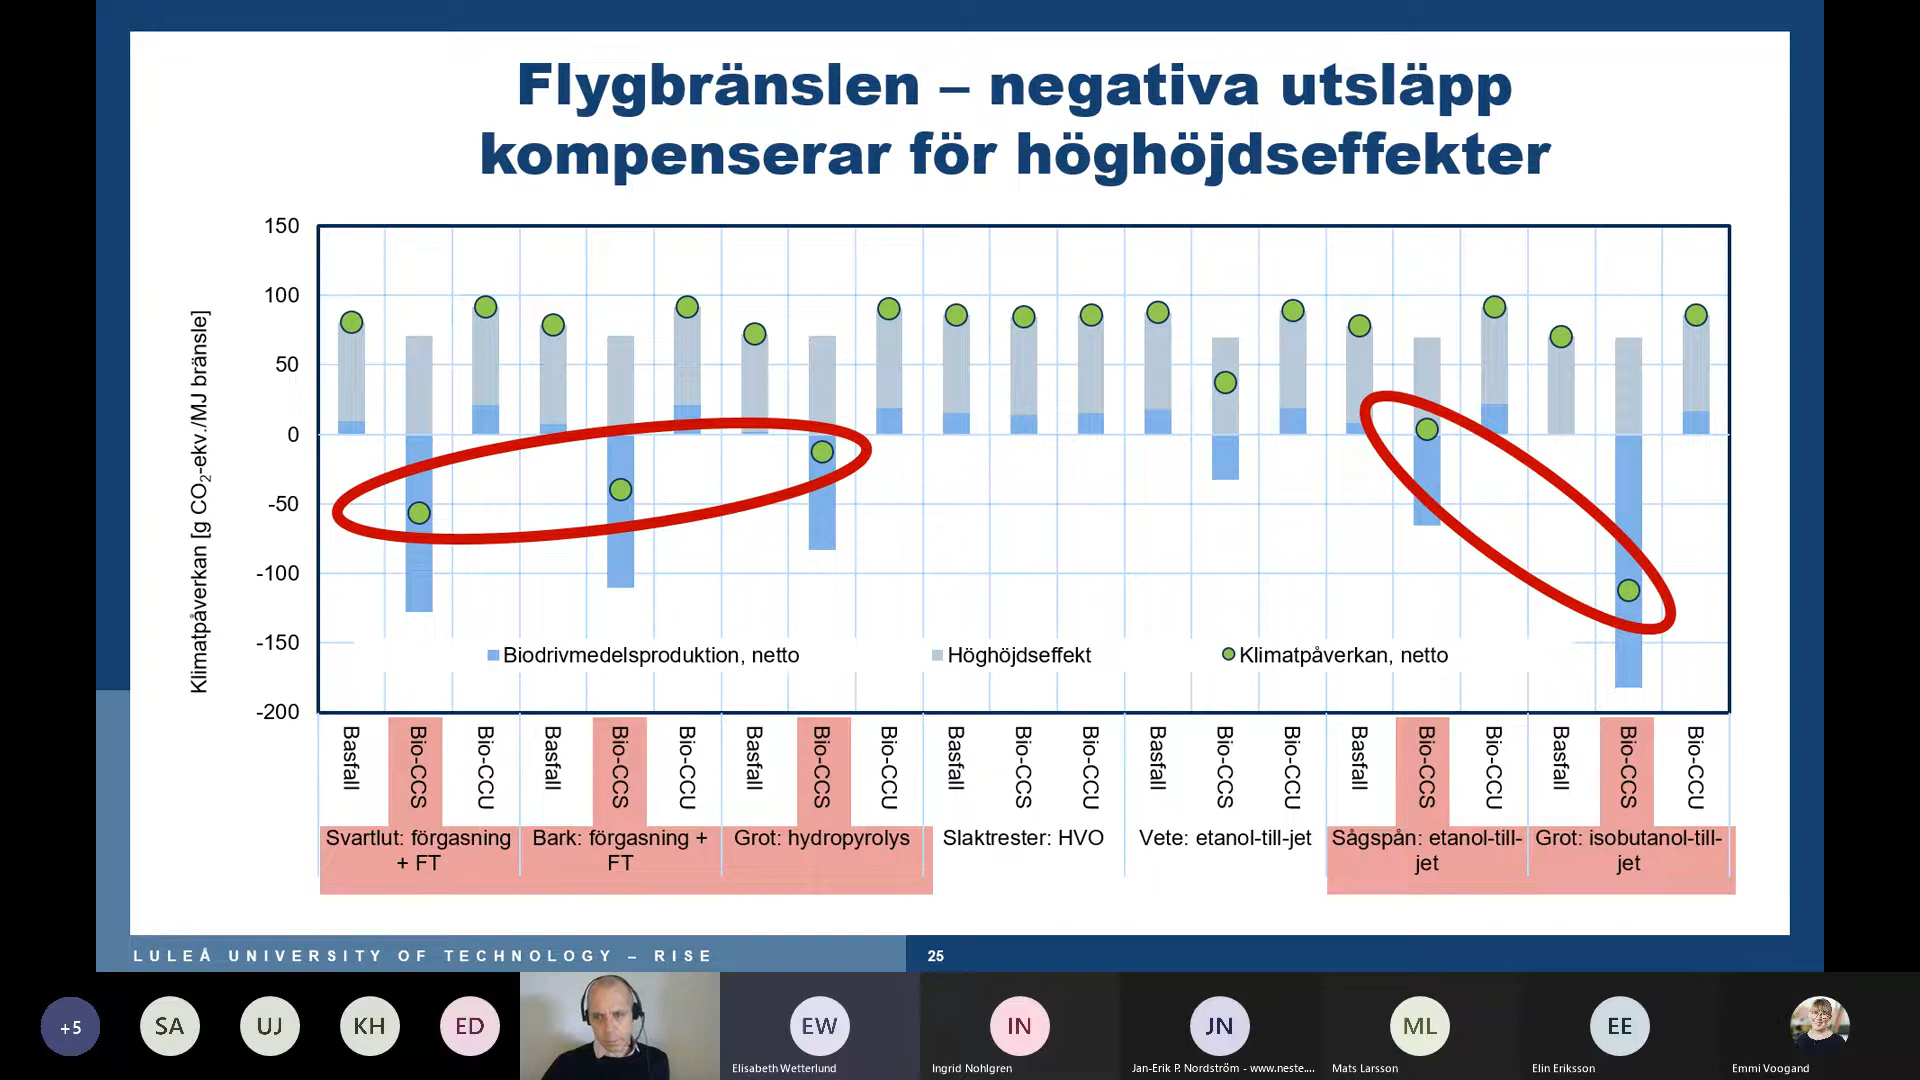 Flygbränslen – negativa utsläpp
kompenserar för höghöjdseffekter
Klimatpåverkan [g CO₂-ekv./MJ bränsle]
150
100
50
0
-50
-100
-150
-200
Biodrivmedelsproduktion, netto
Höghöjdseffekt
Klimatpåverkan, netto
Basfall
Bio-CCS
Bio-CCU
Basfall
Bio-CCS
Bio-CCU
Basfall
Bio-CCS
Bio-CCU
Basfall
Bio-CCS
Bio-CCU
Basfall
Bio-CCS
Bio-CCU
Basfall
Bio-CCS
Bio-CCU
Basfall
Bio-CCS
Bio-CCU
Svartlut: förgasning
+ FT
Bark: förgasning +
FT
Grot: hydropyrolys
Slaktrester: HVO
Vete: etanol-till-jet
Sågspån: etanol-till-
jet
Grot: isobutanol-till-
jet
LULEÅ UNIVERSITY OF TECHNOLOGY – RISE
25
+5
SA
UJ
KH
ED
EW
Elisabeth Wetterlund
IN
Ingrid Nohlgren
JN
Jan-Erik P. Nordström - www.neste....
ML
Mats Larsson
EE
Elin Eriksson
Emmi Voogand